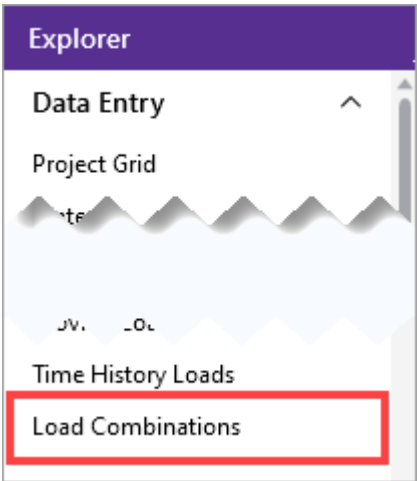 Explorer
Data Entry
Project Grid
Time History Loads
Load Combinations